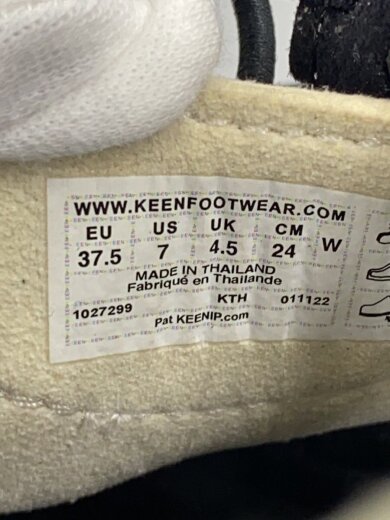 WWW.KEENFOOTWEAR.COM
EU US UK CM W
37.5 7 4.5 24
MADE IN THAILAND
Fabriqué en Thaïlande
1027299 KTH 011122
Pat KEENIP.com